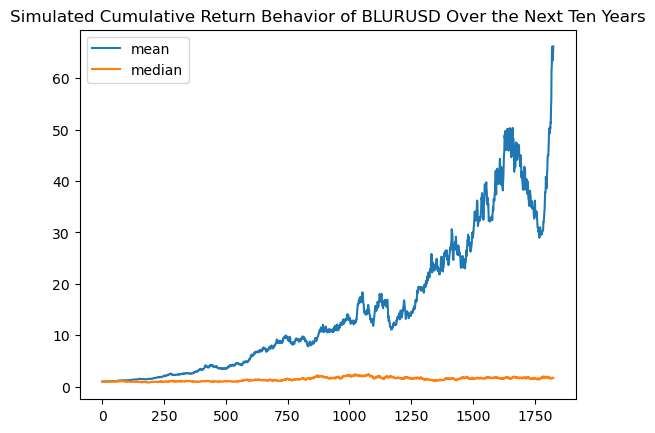 Simulated Cumulative Return Behavior of BLURUSD Over the Next Ten Years
mean
median
60
50
40
30
20
10
0
0 250 500 750 1000 1250 1500 1750